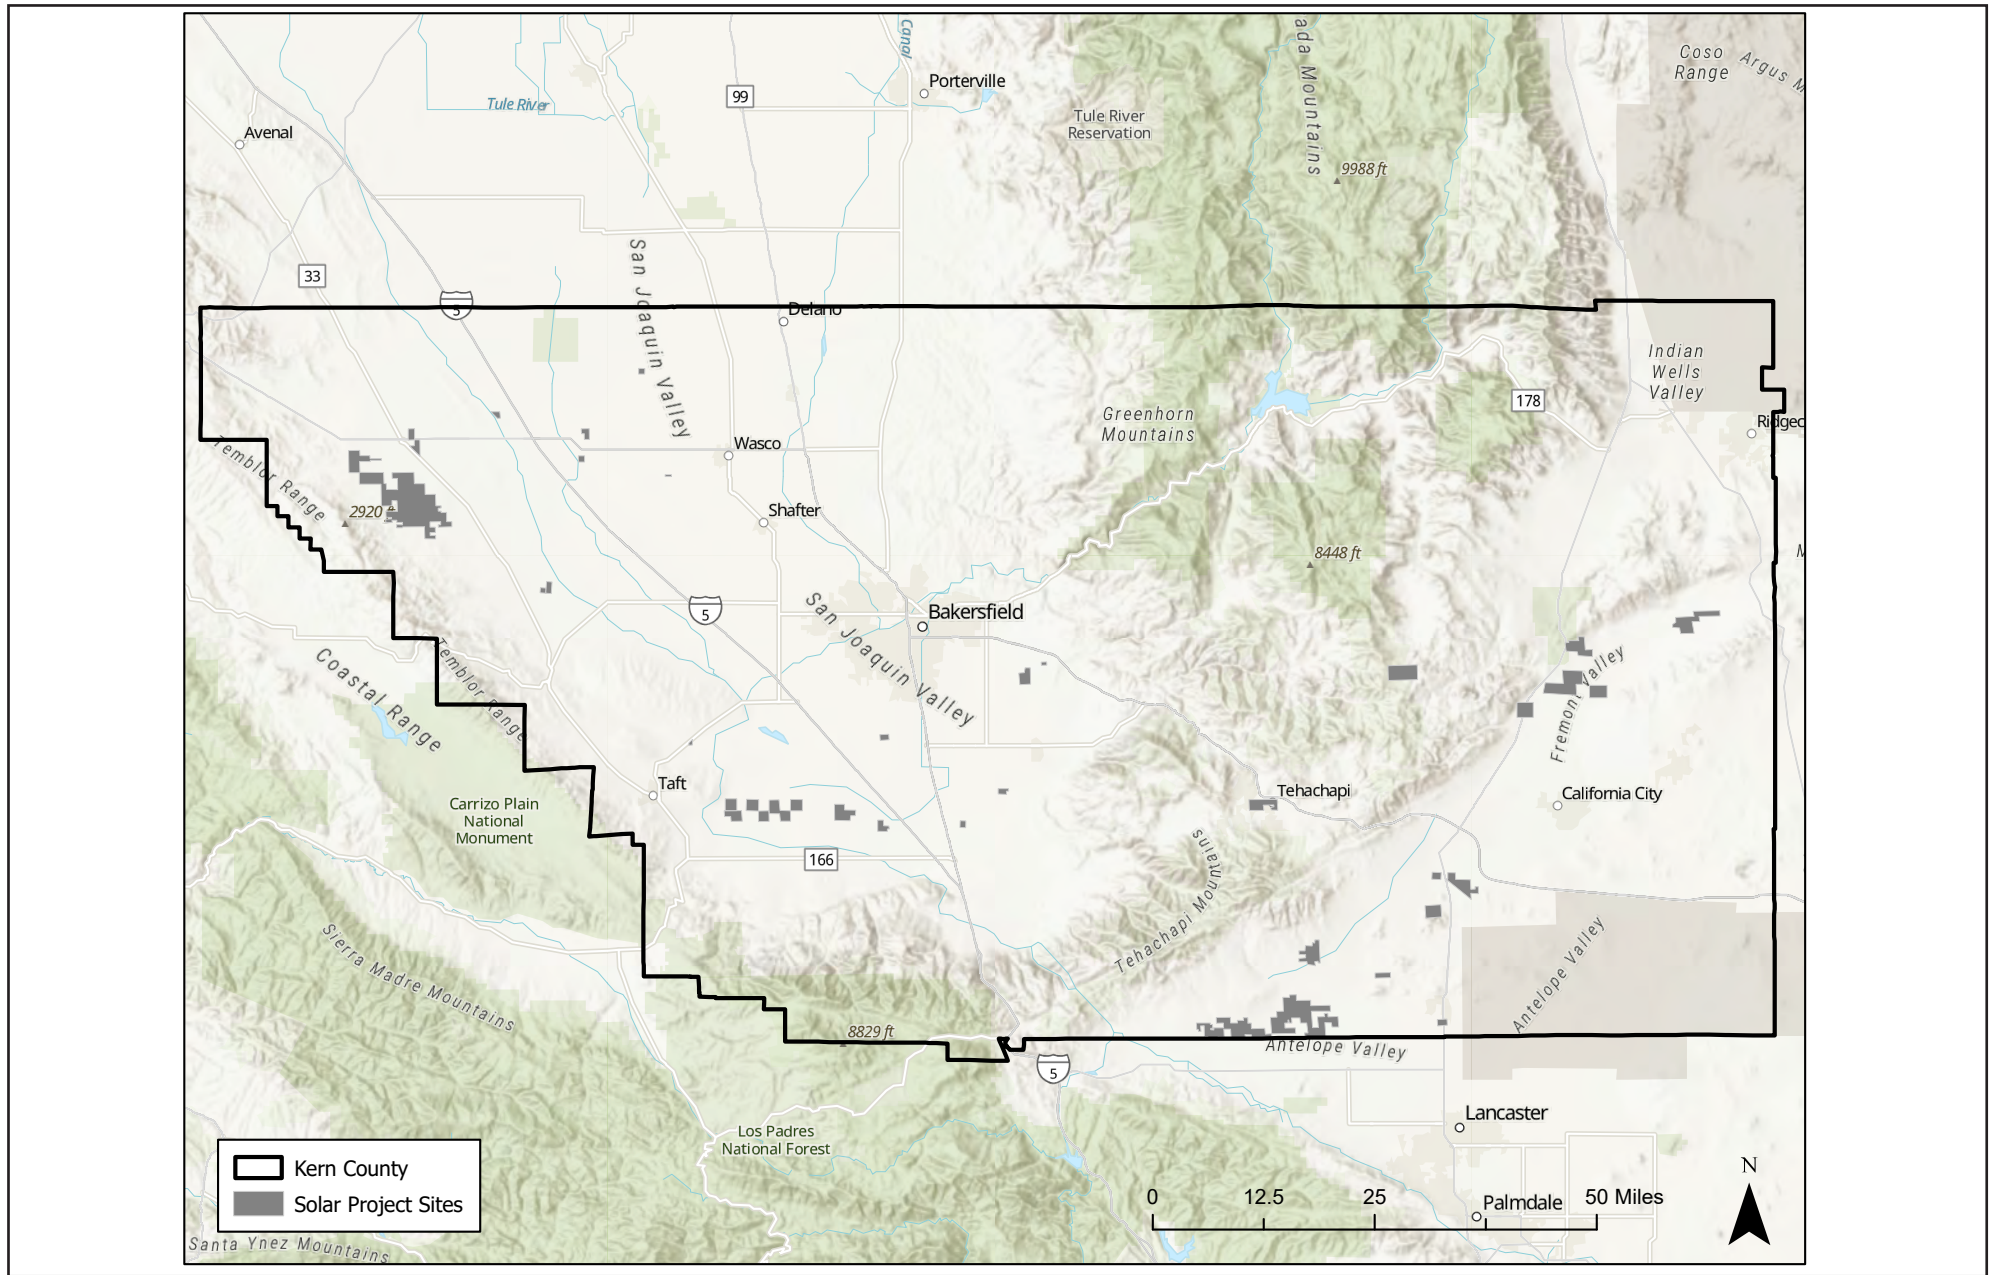 Canal
Porterville
ada Mountains
Coso
Range
Argus M
99
Tule River
Tule River
Reservation
Avenal
9988 ft
33
San Joaquin Valley
5
Delano
Indian
Wells
Valley
178
Greenhorn
Mountains
Ridgec
Wasco
Temblor Range
2920 ft
Shafter
8448 ft
M
5
San Joaquin Valley
Bakersfield
Coastal Range
Temblor Range
Fremont Valley
Taft
Tehachapi
California City
Carrizo Plain
National
Monument
166
Tehachapi Mountains
Sierra Madre Mountains
Antelope Valley
8829 ft
Antelope Valley
5
Lancaster
Los Padres
National Forest
Kern County
Solar Project Sites
N
0 12.5 25 50 Miles
Palmdale
Santa Ynez Mountains